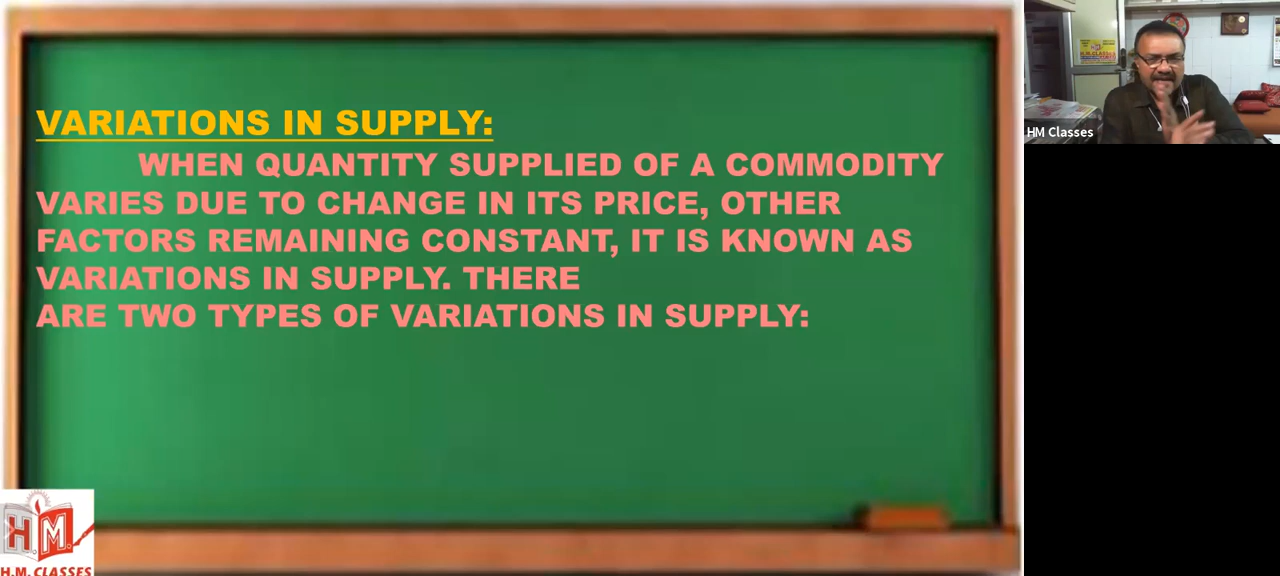 VARIATIONS IN SUPPLY:
WHEN QUANTITY SUPPLIED OF A COMMODITY
VARIES DUE TO CHANGE IN ITS PRICE, OTHER
FACTORS REMAINING CONSTANT, IT IS KNOWN AS
VARIATIONS IN SUPPLY. THERE
ARE TWO TYPES OF VARIATIONS IN SUPPLY:
HM Classes
H.M.
H.M. CLASSES